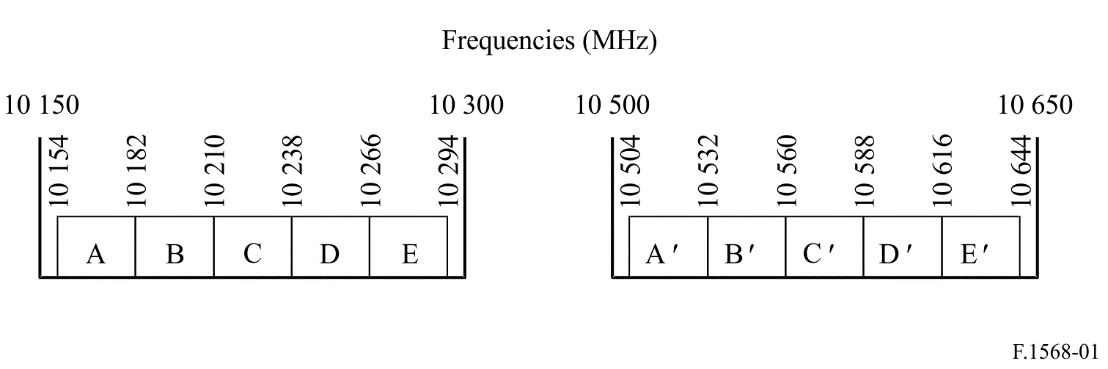 Frequencies (MHz)
10 150 10 300 10 500 10 650
10 154 10 182 10 210 10 238 10 266 10 294 10 504 10 532 10 560 10 588 10 616 10 644
A B C D E A′ B′ C′ D′ E′
F.1568-01